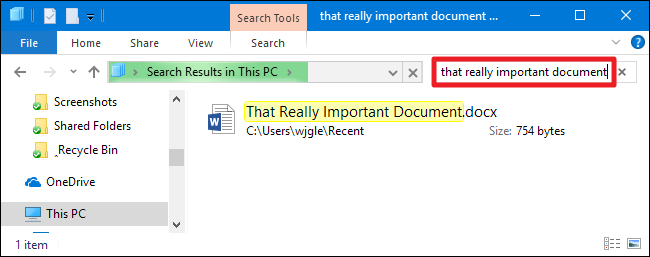 Search Tools
that really important document ...
File
Home
Share
View
Search
Search Results in This PC
that really important document
Screenshots
Shared Folders
_Recycle Bin
OneDrive
This PC
That Really Important Document.docx
C:\Users\wjgle\Recent
Size: 754 bytes
1 item